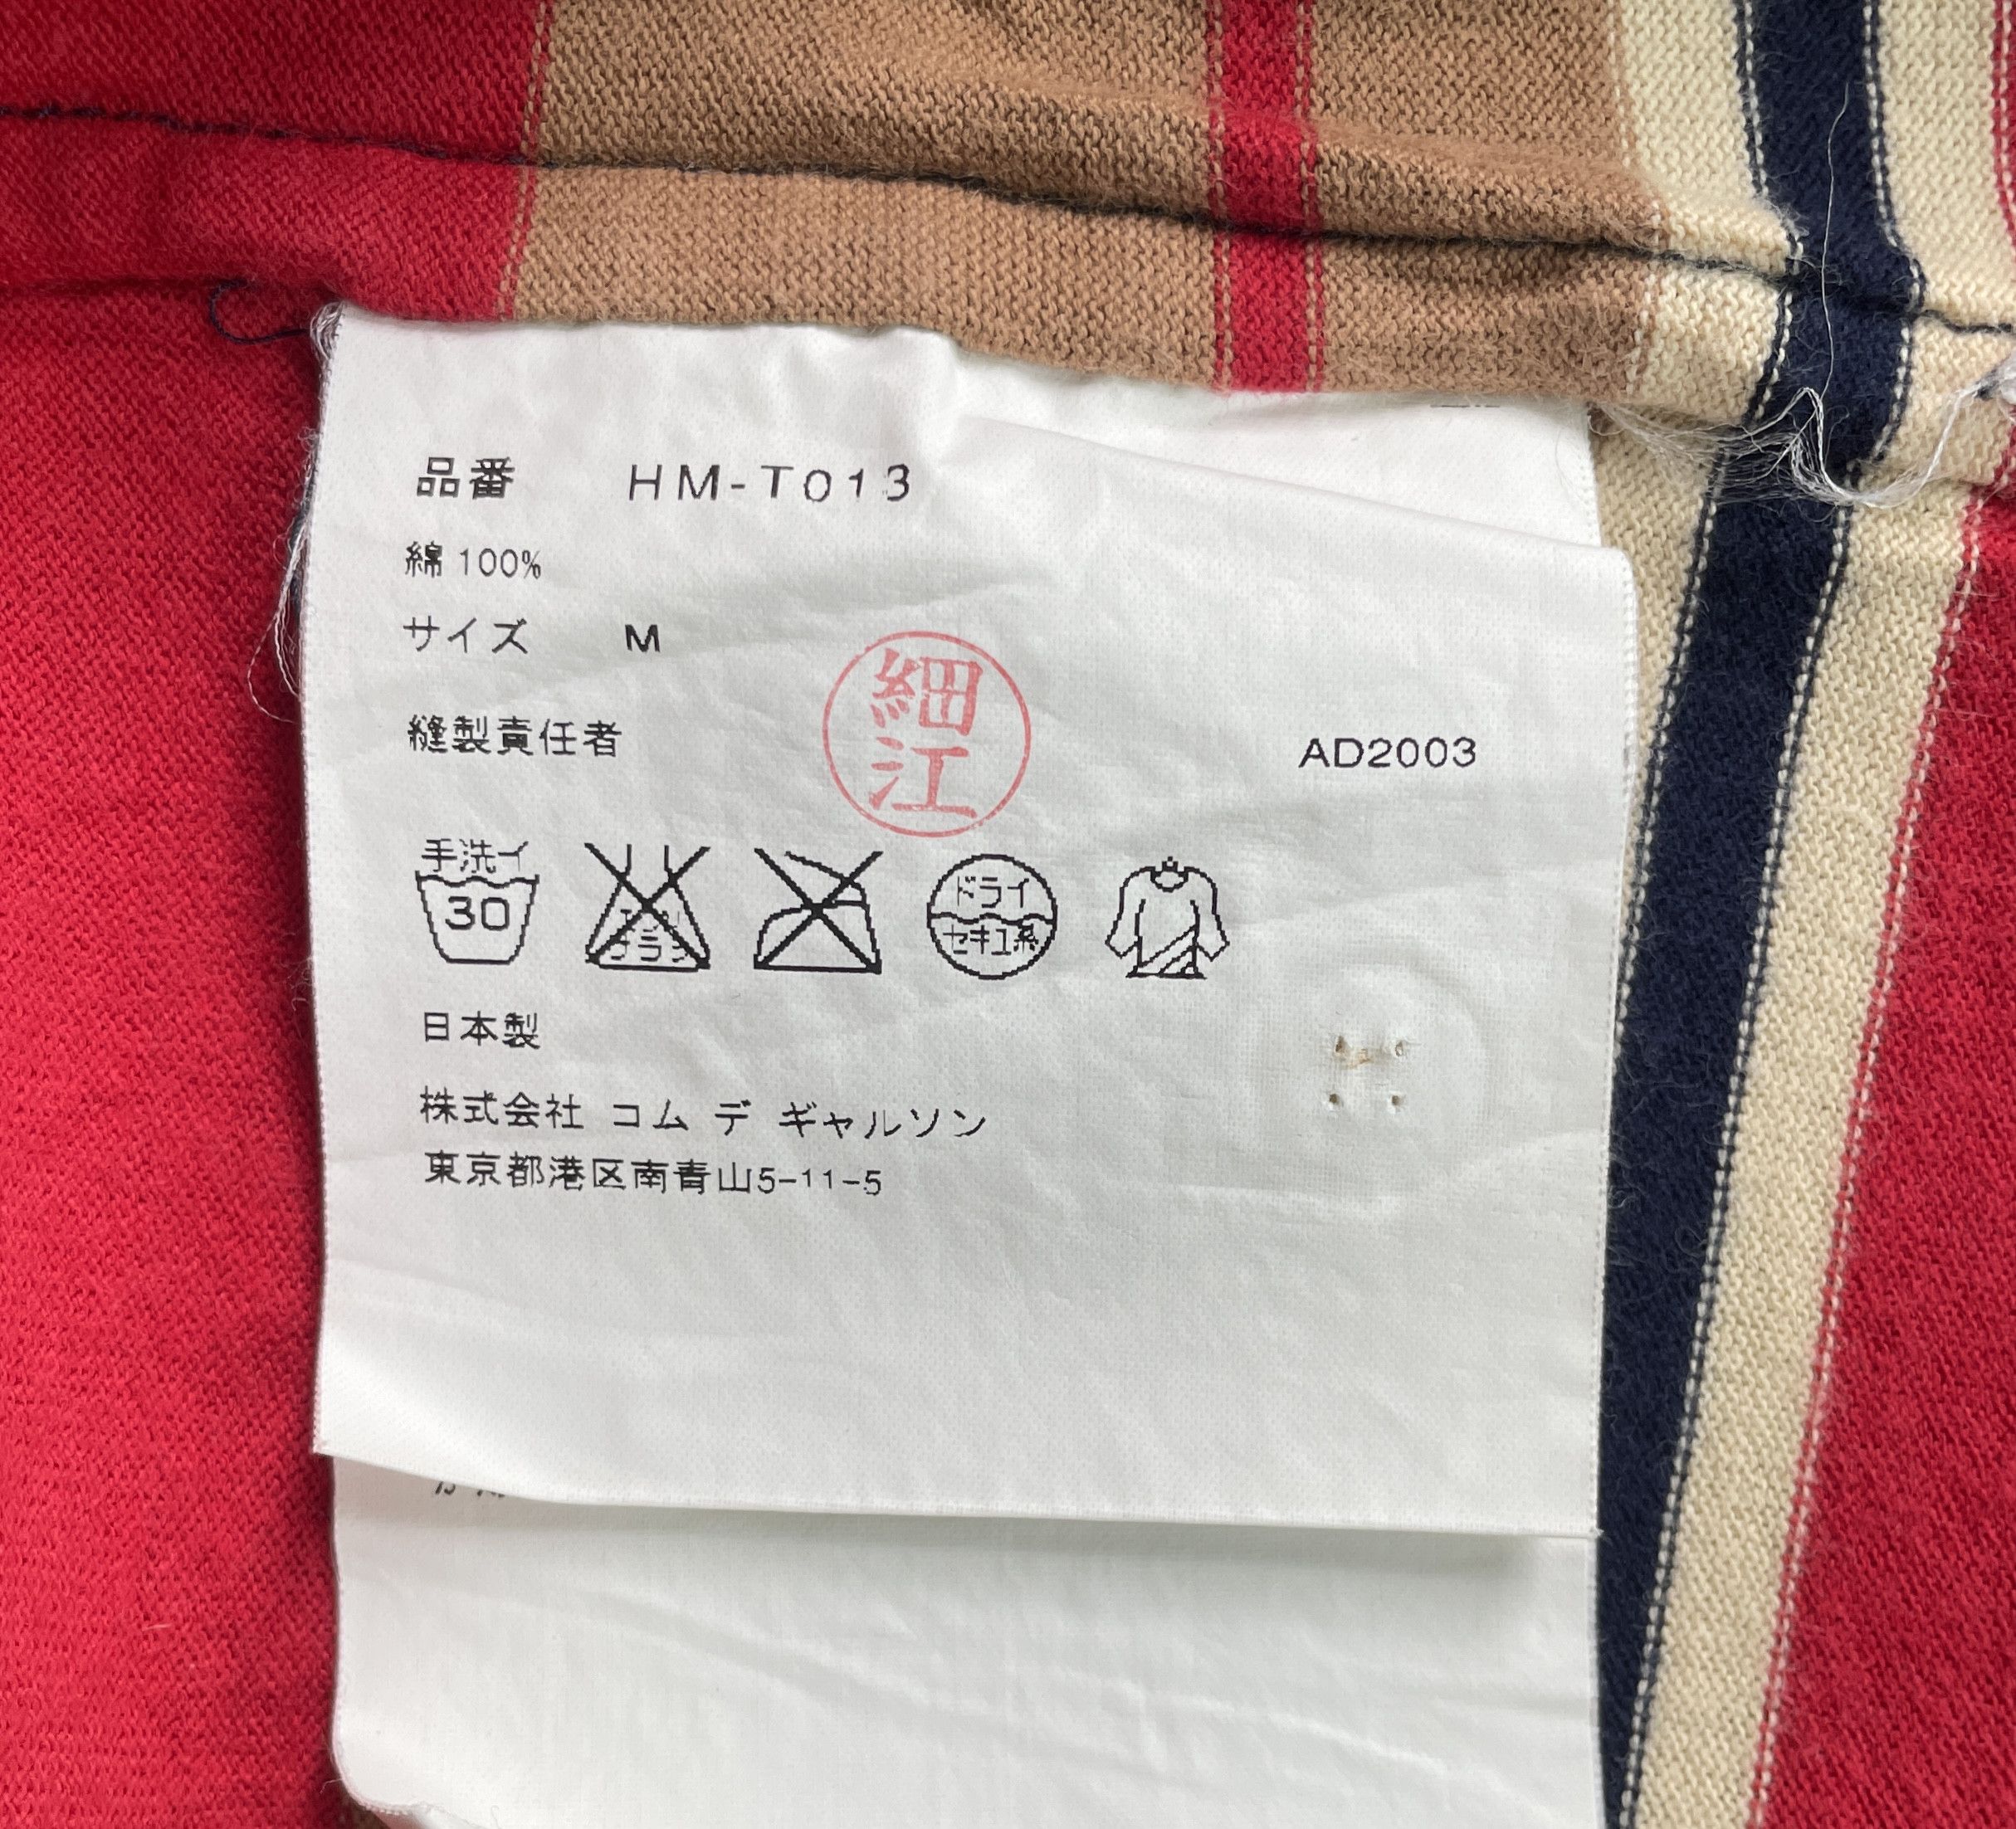 品番 HM-T013
綿 100%
サイズ M
縫製責任者 細江 AD2003
手洗イ
30
ドライ
セキユ系
日本製
株式会社 コム デ ギャルソン
東京都港区南青山5-11-5